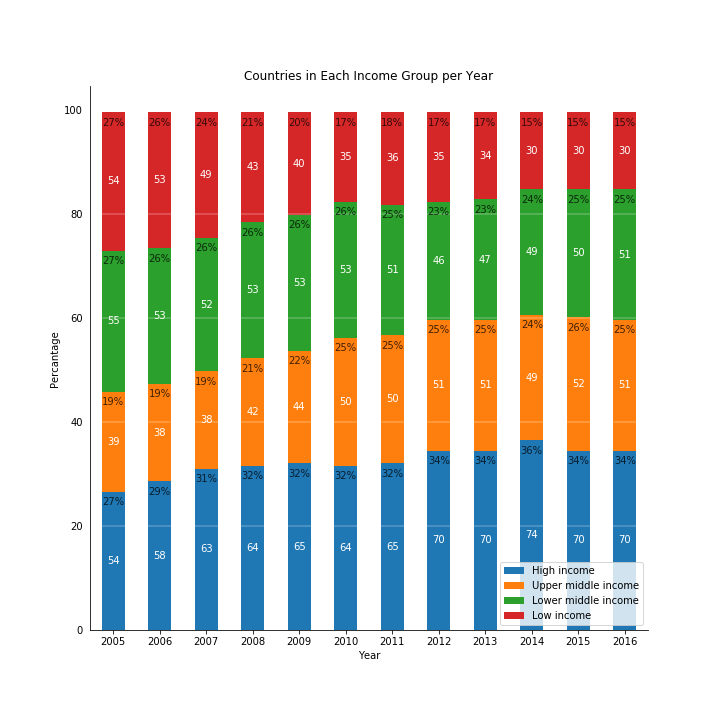 Countries in Each Income Group per Year
100
27% 26% 24% 21% 20% 17% 18% 17% 17% 15% 15% 15%
54 53 49 43 40 35 36 35 34 30 30 30
80
27% 26% 26% 26% 26% 26% 25% 23% 23% 24% 25% 25%
55 53 52 53 53 53 51 46 47 49 50 51
60
19% 19% 19% 21% 22% 25% 25% 25% 25% 24% 26% 25%
39 38 38 42 44 50 50 51 51 49 52 51
40
27% 29% 31% 32% 32% 32% 32% 34% 34% 36% 34% 34%
54 58 63 64 65 64 65 70 70 74 70 70
20
0
Percantage
High income
Upper middle income
Lower middle income
Low income
2005 2006 2007 2008 2009 2010 2011 2012 2013 2014 2015 2016
Year